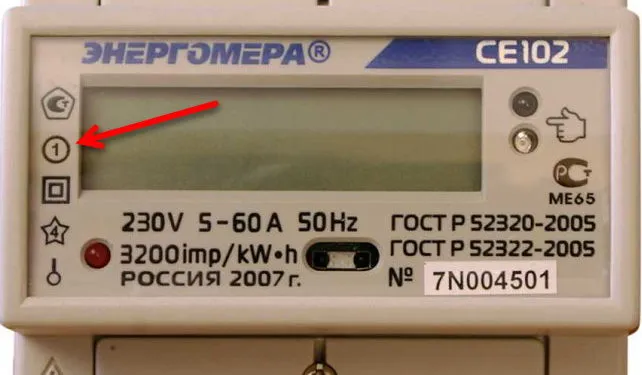 ЭНЕРГОМЕРА® CE102
1
4
МЕ65
230V 5-60A 50Hz
3200imp/kW•h
РОССИЯ 2007г.
ГОСТ Р 52320-2005
ГОСТ Р 52322-2005
№ 7N004501